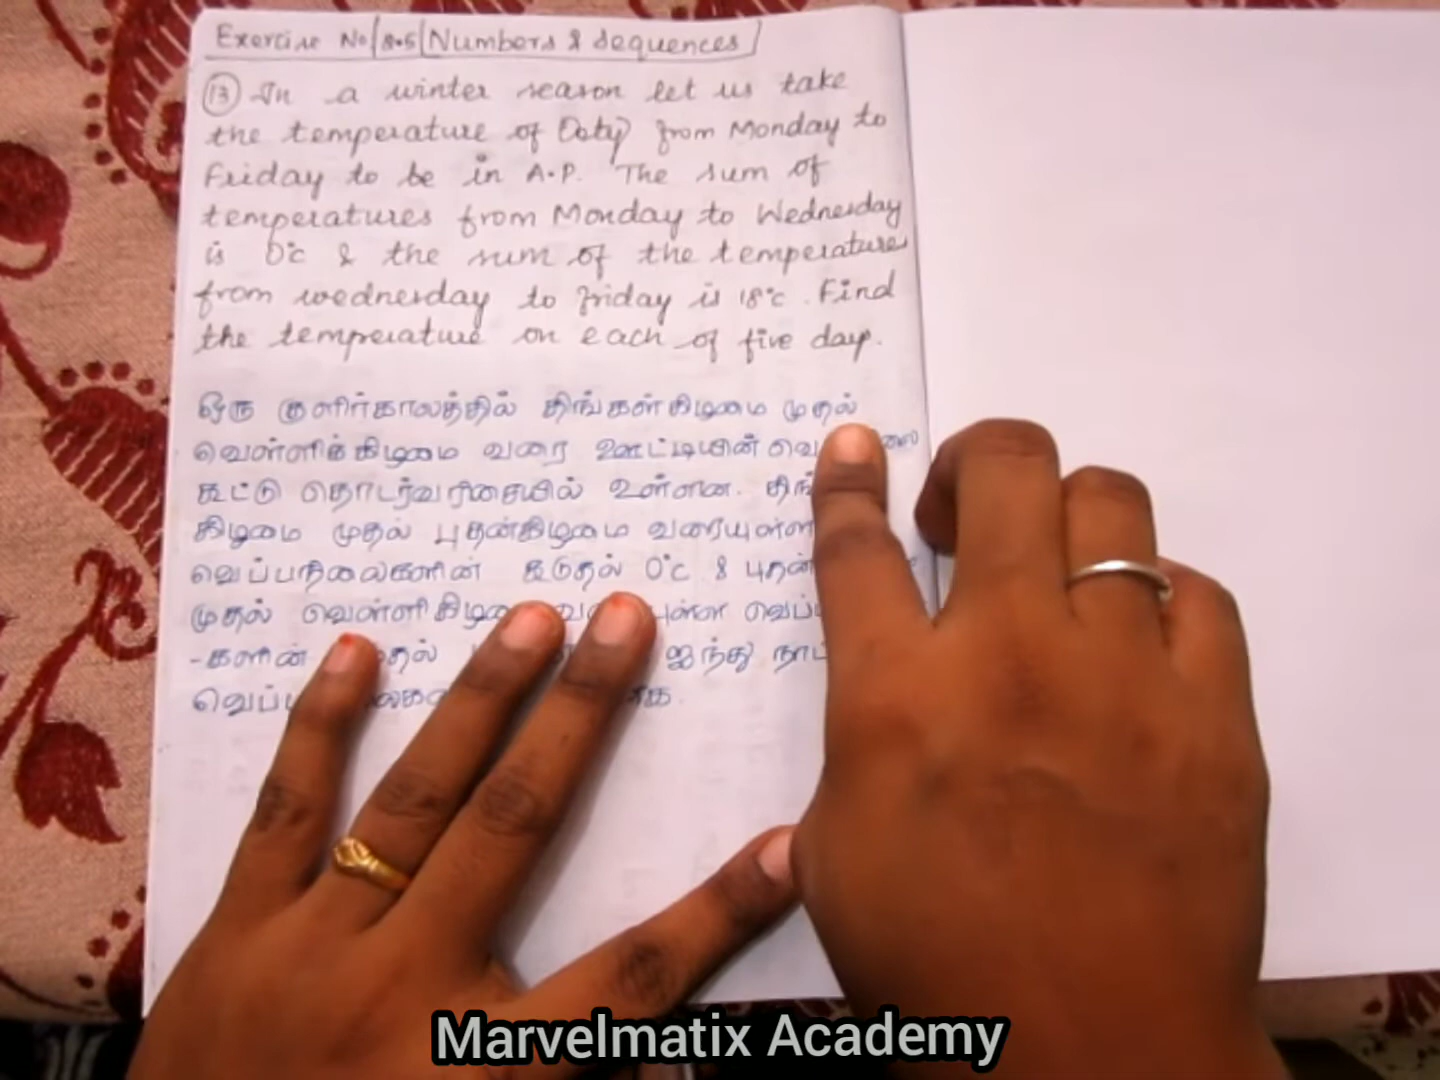 Exercise No 8.5 Numbers & Sequences
13 In a winter season let us take
the temperature of Ooty from Monday to
Friday to be in A.P. The sum of
temperatures from Monday to Wednesday
is 0°c & the sum of the temperature
from wednesday to Friday is 18°c. Find
the temperature on each of five days.
ஒரு குளிர்காலத்தில் திங்கள்கிழமை முதல்
வெள்ளிக்கிழமை வரை ஊட்டியின்
கூட்டு தொடர்வரிசையில் உள்ளன.
கிழமை முதல் புதன்கிழமை வரையுள்ள
வெப்பநிலைகளின் கூடுதல் 0°c & புதன்
முதல்
-களின் ஐந்து
Marvelmatix Academy